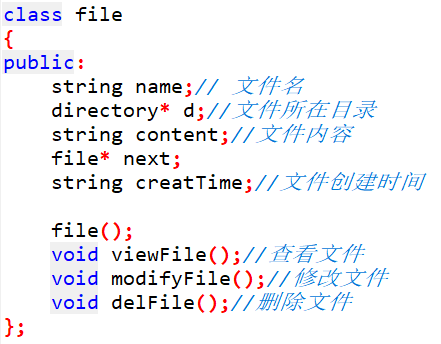 class file
{
public:
    string name;// 文件名
    directory* d;//文件所在目录
    string content;//文件内容
    file* next;
    string creatTime;//文件创建时间

    file();
    void viewFile();//查看文件
    void modifyFile();//修改文件
    void delFile();//删除文件
};